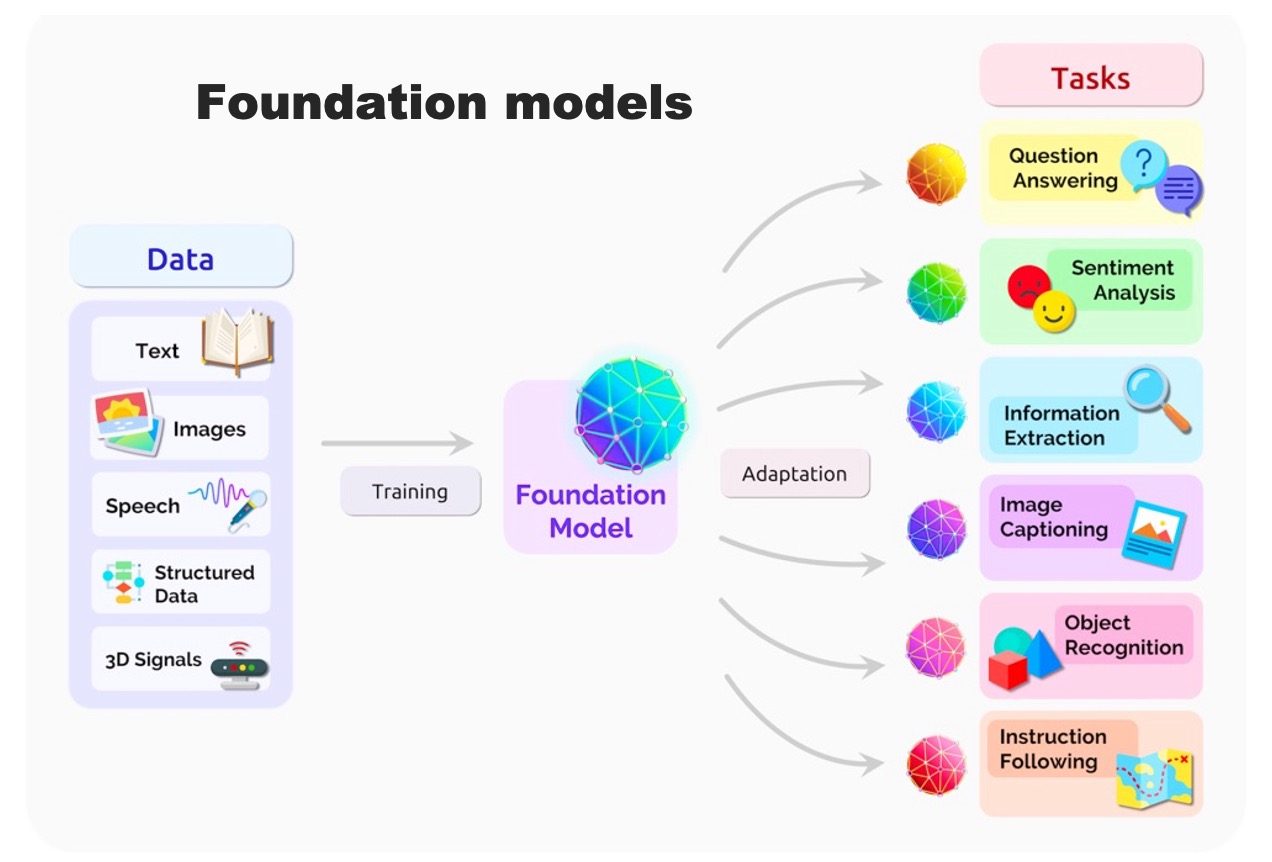 Foundation models
Data
Text
Images
Speech
Structured
Data
3D Signals
Training
Foundation
Model
Adaptation
Tasks
Question
Answering
?
Sentiment
Analysis
Information
Extraction
Image
Captioning
Object
Recognition
Instruction
Following